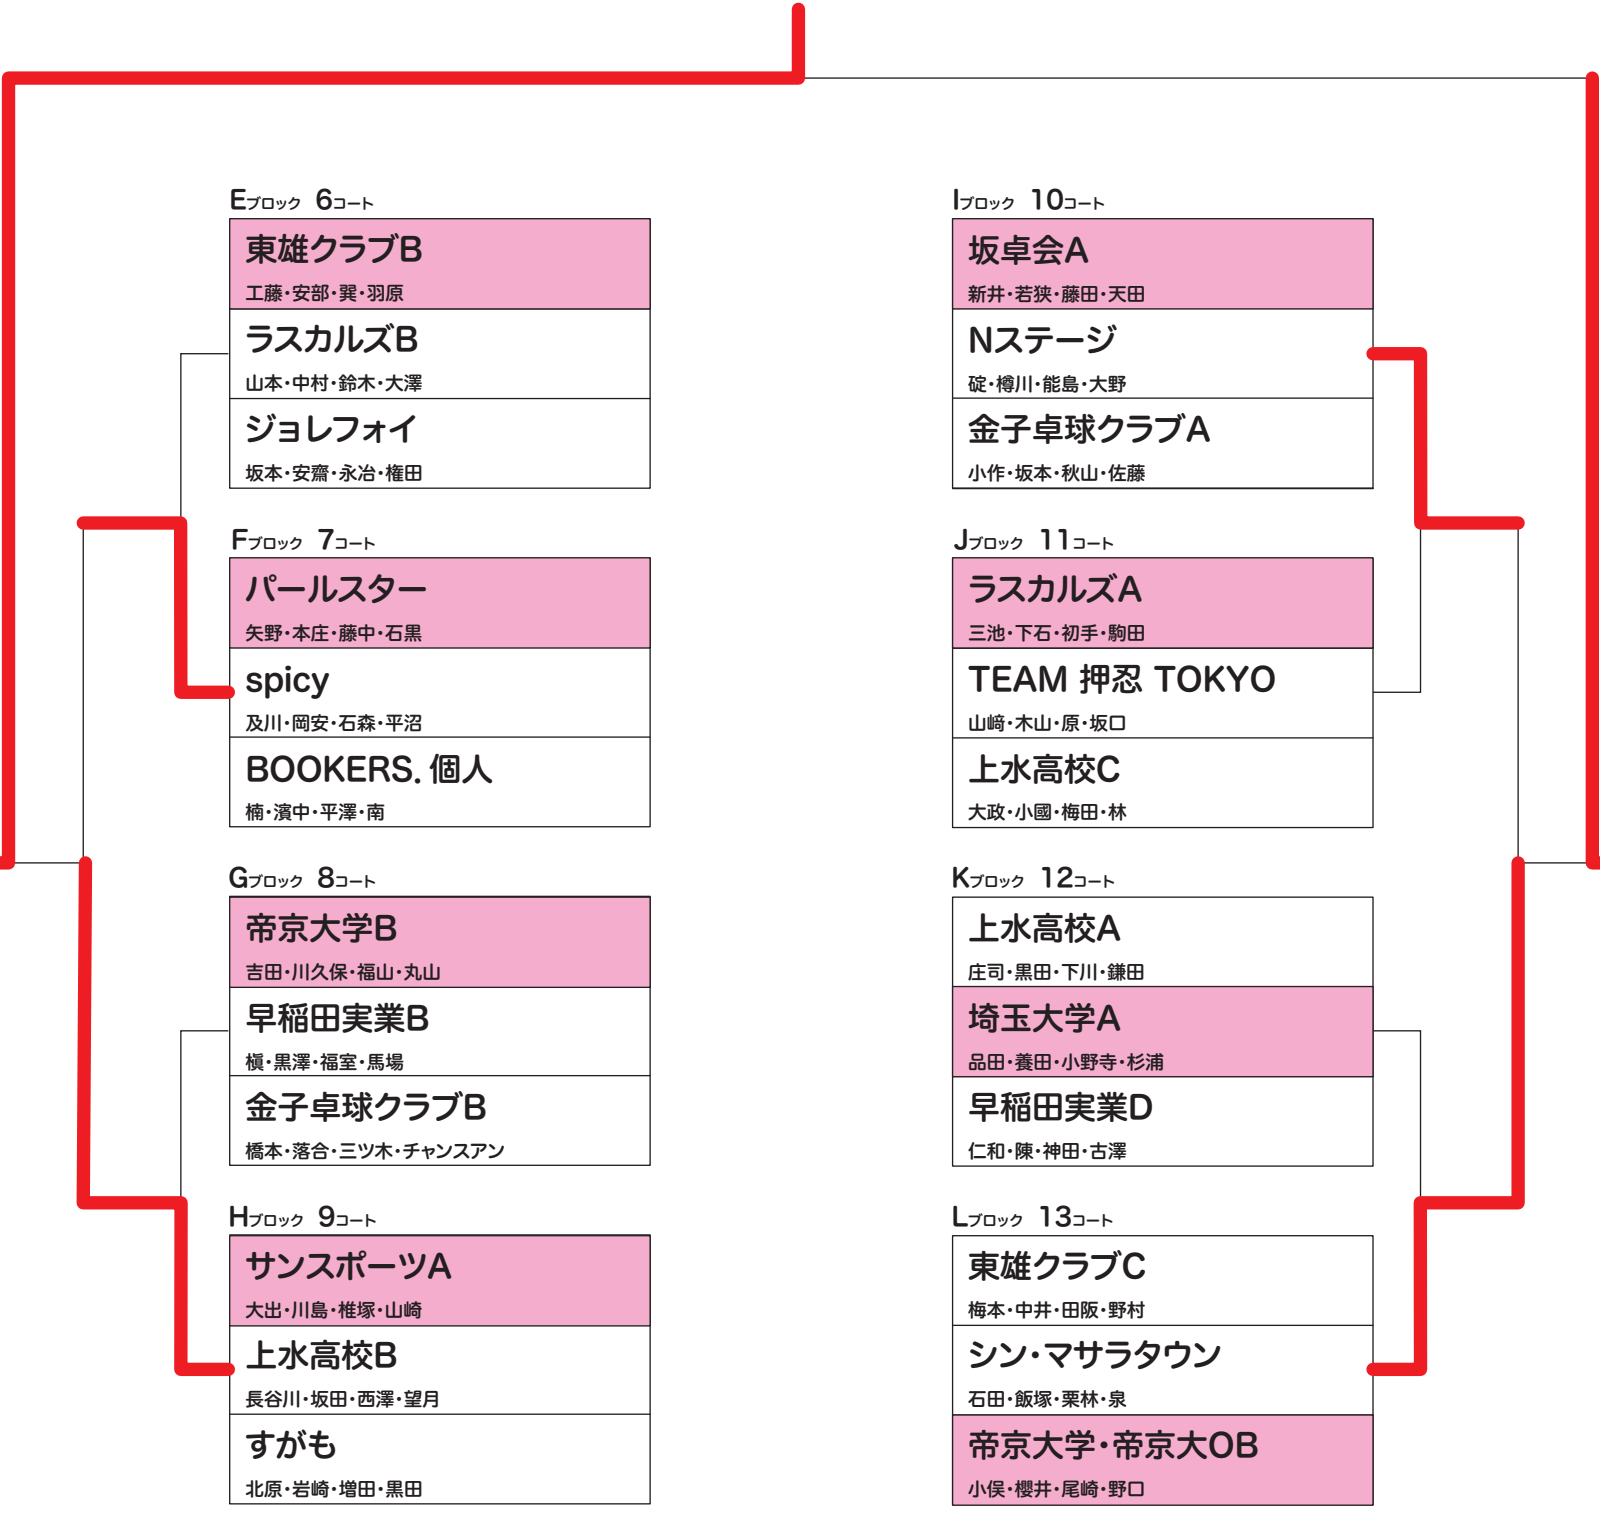 Eブロック 6コート
東雄クラブB
工藤・安部・巽・羽原
ラスカルズB
山本・中村・鈴木・大澤
ジョレフォイ
坂本・安齋・永冶・権田
Fブロック 7コート
パールスター
矢野・本庄・藤中・石黒
spicy
及川・岡安・石森・平沼
BOOKERS. 個人
楠・濱中・平澤・南
Gブロック 8コート
帝京大学B
吉田・川久保・福山・丸山
早稲田実業B
槇・黒澤・福室・馬場
金子卓球クラブB
橋本・落合・三ツ木・チャンスアン
Hブロック 9コート
サンスポーツA
大出・川島・椎塚・山崎
上水高校B
長谷川・坂田・西澤・望月
すがも
北原・岩崎・増田・黒田
Iブロック 10コート
坂卓会A
新井・若狭・藤田・天田
Nステージ
碇・樽川・能島・大野
金子卓球クラブA
小作・坂本・秋山・佐藤
Jブロック 11コート
ラスカルズA
三池・下石・初手・駒田
TEAM 押忍 TOKYO
山﨑・木山・原・坂口
上水高校C
大政・小國・梅田・林
Kブロック 12コート
上水高校A
庄司・黒田・下川・鎌田
埼玉大学A
品田・養田・小野寺・杉浦
早稲田実業D
仁和・陳・神田・古澤
Lブロック 13コート
東雄クラブC
梅本・中井・田阪・野村
シン・マサラタウン
石田・飯塚・栗林・泉
帝京大学・帝京大OB
小俣・櫻井・尾崎・野口